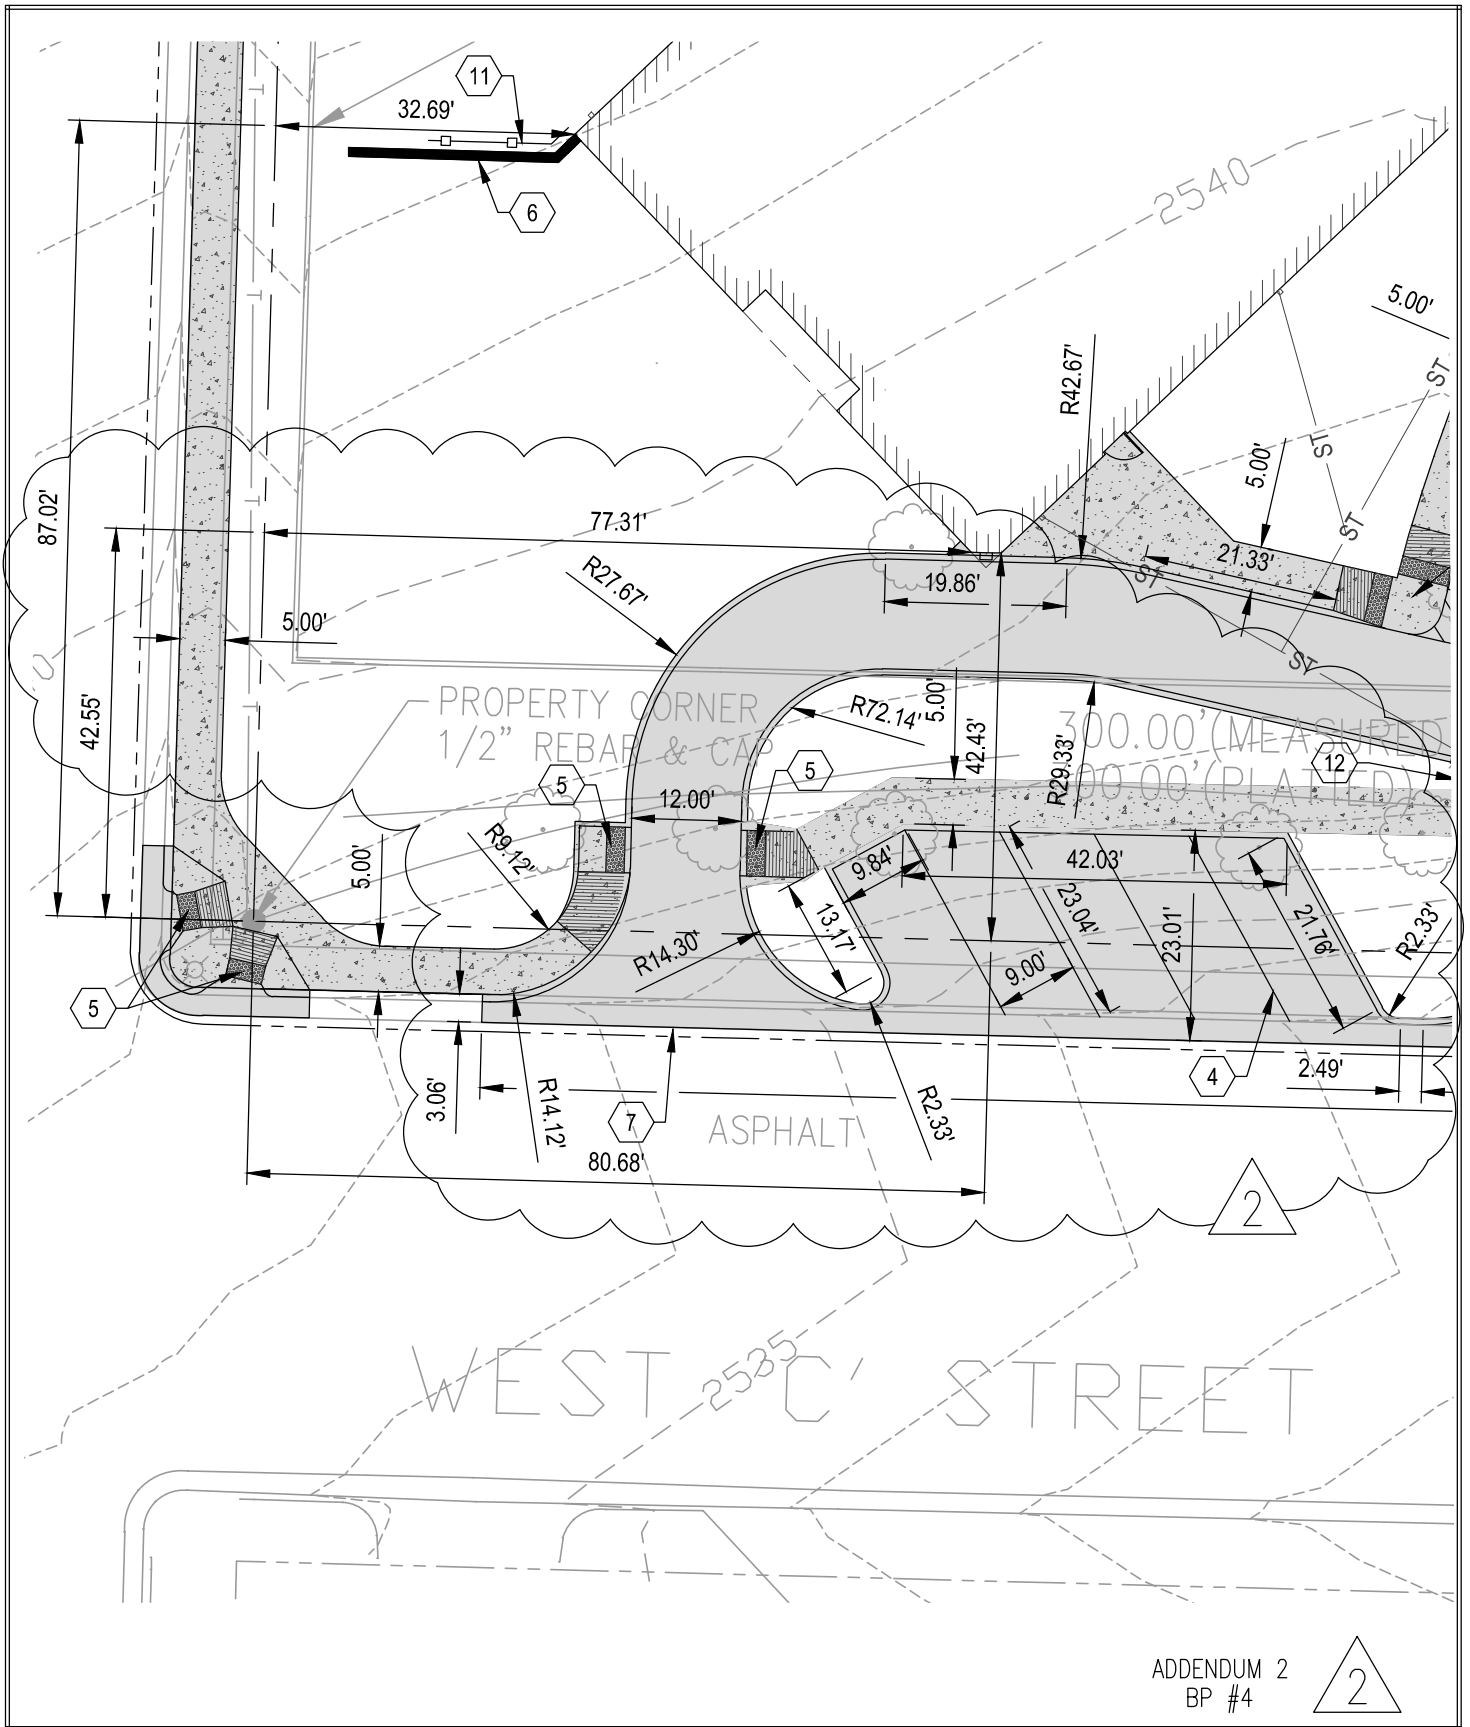 11
32.69'
6
2540
5.00'
R42.67'
ST
ST
5.00'
ST
87.02'
77.31'
21.33'
R27.67'
19.86'
ST
5.00'
ST
42.55'
PROPERTY CORNER
1/2" REBAR & CAP
R72.14'
5.00'
42.43'
300.00'(MEASURED
300.00'(PLATTED)
R29.33'
12
5
5
12.00'
R9.12'
5.00'
9.84'
42.03'
13.17'
23.04'
23.01'
21.76'
R2.33'
R14.30'
9.00'
5
3.06'
R14.12'
7
ASPHALT
R2.33'
4
2.49'
80.68'
2
WEST 'C' STREET
2535
ADDENDUM 2
BP #4
2